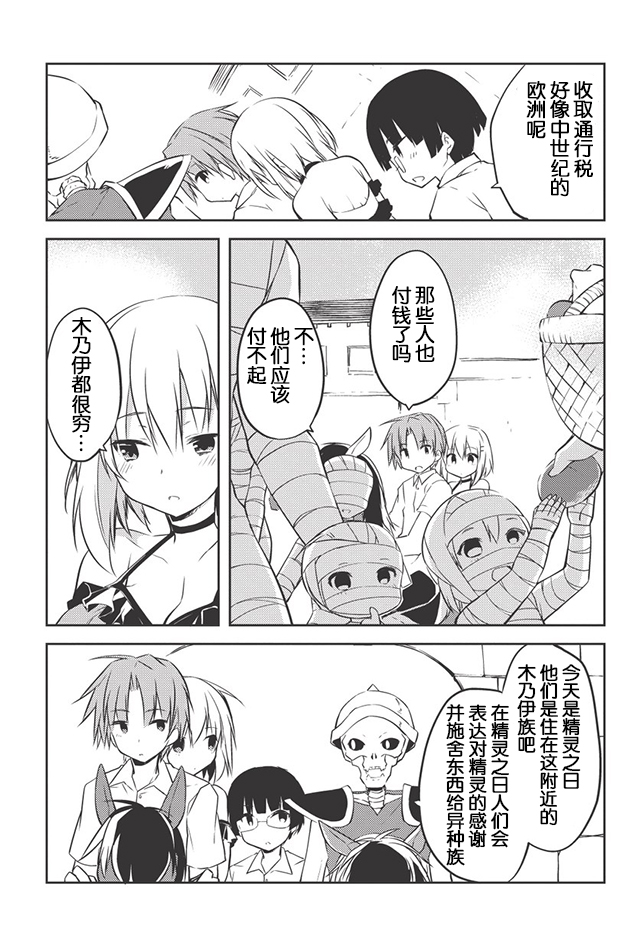 收取通行税
好像中世纪的
欧洲呢
那些人也
付钱了吗
不…
他们应该
付不起
木乃伊都很穷…
今天是精灵之日
他们是住在这附近的
木乃伊族吧
在精灵之日人们会
表达对精灵的感谢
并施舍东西给异种族